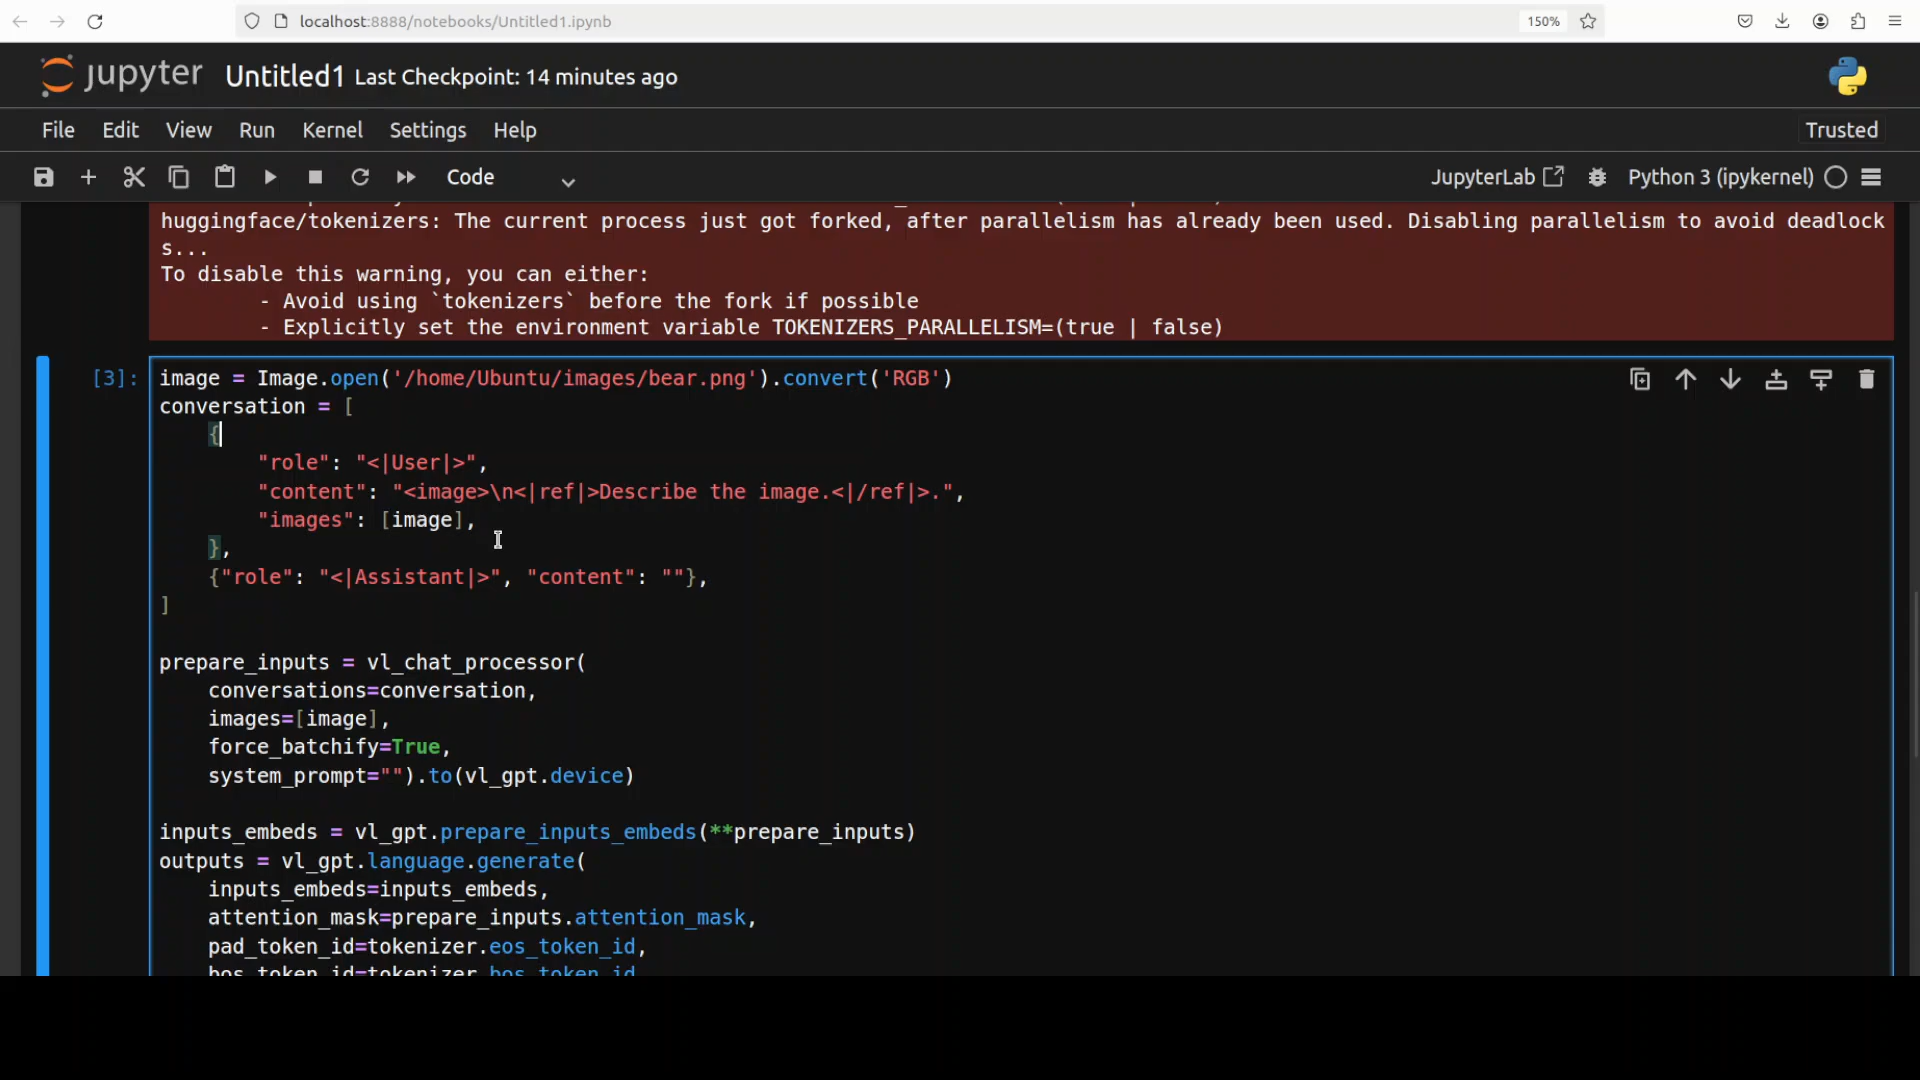 localhost:8888/notebooks/Untitled1.ipynb
150%
jupyter Untitled1 Last Checkpoint: 14 minutes ago
File Edit View Run Kernel Settings Help
Trusted
Code
JupyterLab
Python 3 (ipykernel)
huggingface/tokenizers: The current process just got forked, after parallelism has already been used. Disabling parallelism to avoid deadlock
s...
To disable this warning, you can either:
- Avoid using `tokenizers` before the fork if possible
- Explicitly set the environment variable TOKENIZERS_PARALLELISM=(true | false)
[3]: image = Image.open('/home/Ubuntu/images/bear.png').convert('RGB')
conversation = [
{
"role": "<|User|>",
"content": "<image>\n<|ref|>Describe the image.<|/ref|>.",
"images": [image],
},
{"role": "<|Assistant|>", "content": ""},
]
prepare_inputs = vl_chat_processor(
conversations=conversation,
images=[image],
force_batchify=True,
system_prompt="").to(vl_gpt.device)
inputs_embeds = vl_gpt.prepare_inputs_embeds(**prepare_inputs)
outputs = vl_gpt.language.generate(
inputs_embeds=inputs_embeds,
attention_mask=prepare_inputs.attention_mask,
pad_token_id=tokenizer.eos_token_id,
bos_token_id=tokenizer.bos_token_id